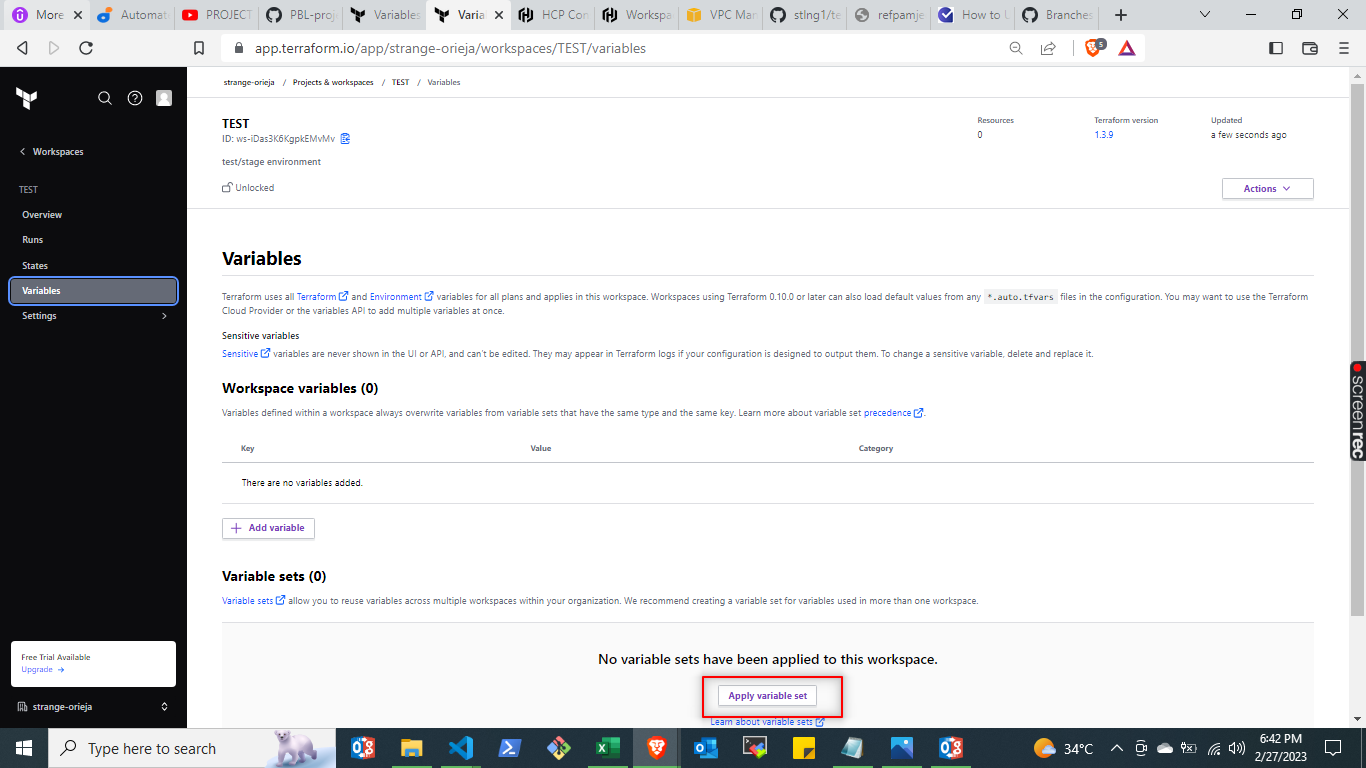 More
Automat
PROJECT
PBL-proj
Variables
Varia
HCP Con
Workspa
VPC Man
stlng1/te
refpamje
How to U
Branches
app.terraform.io/app/strange-orieja/workspaces/TEST/variables
5
strange-orieja / Projects & workspaces / TEST / Variables
Workspaces
TEST
Overview
Runs
States
Variables
Settings
Free Trial Available
Upgrade →
strange-orieja
TEST
ID: ws-iDas3K6KgpkEMvMv
test/stage environment
Unlocked
Resources
0
Terraform version
1.3.9
Updated
a few seconds ago
Actions
Variables
Terraform uses all Terraform and Environment variables for all plans and applies in this workspace. Workspaces using Terraform 0.10.0 or later can also load default values from any *.auto.tfvars files in the configuration. You may want to use the Terraform
Cloud Provider or the variables API to add multiple variables at once.
Sensitive variables
Sensitive variables are never shown in the UI or API, and can't be edited. They may appear in Terraform logs if your configuration is designed to output them. To change a sensitive variable, delete and replace it.
Workspace variables (0)
Variables defined within a workspace always overwrite variables from variable sets that have the same type and the same key. Learn more about variable set precedence.
Key Value Category
There are no variables added.
+ Add variable
Variable sets (0)
Variable sets allow you to reuse variables across multiple workspaces within your organization. We recommend creating a variable set for variables used in more than one workspace.
No variable sets have been applied to this workspace.
Apply variable set
Learn about variable sets
screenrec
Type here to search
34°C
6:42 PM
2/27/2023